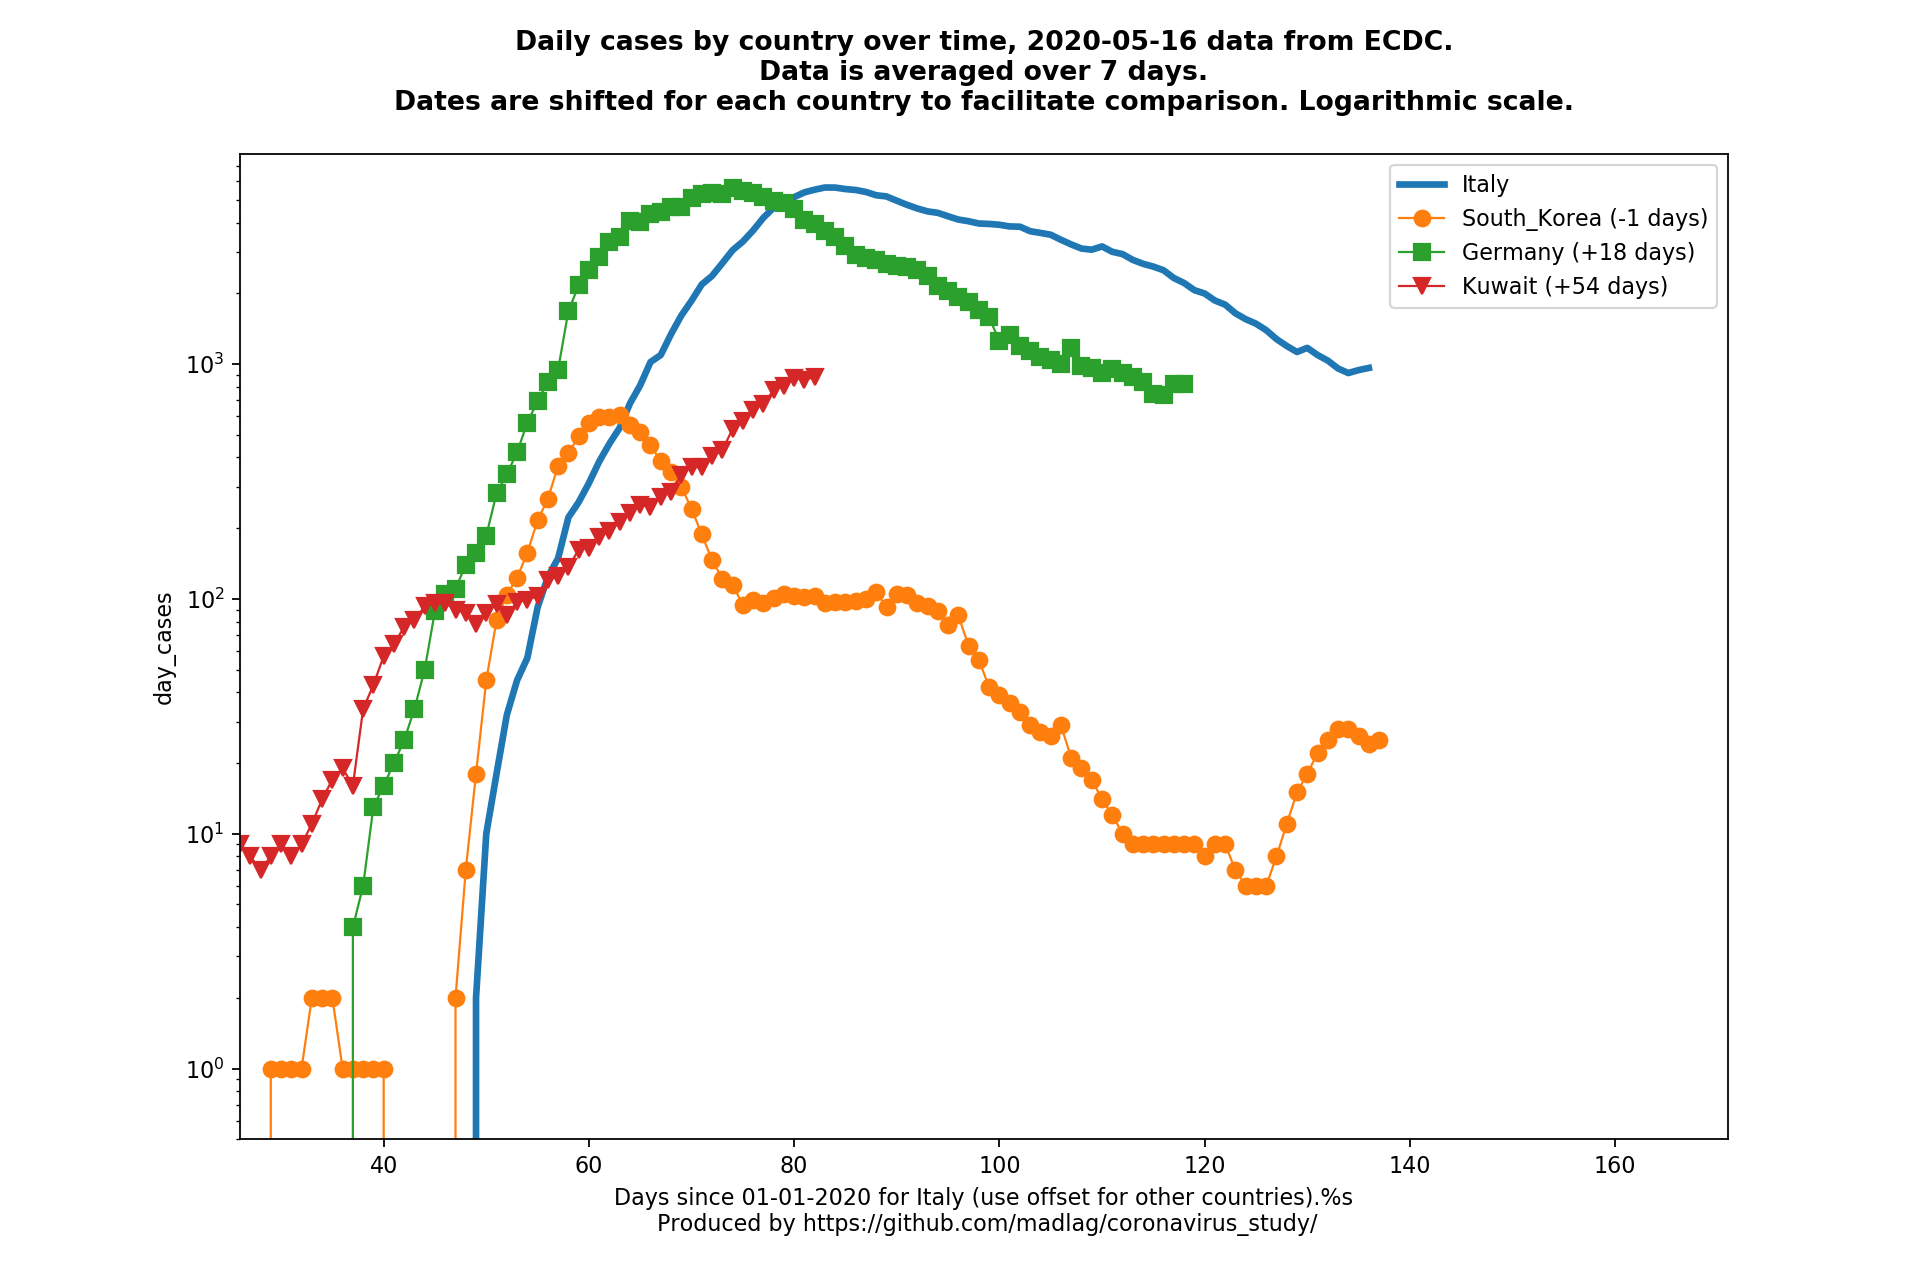 Daily cases by country over time, 2020-05-16 data from ECDC.
Data is averaged over 7 days.
Dates are shifted for each country to facilitate comparison. Logarithmic scale.
Italy
South_Korea (-1 days)
Germany (+18 days)
Kuwait (+54 days)
day_cases
10³
10²
10¹
10⁰
40 60 80 100 120 140 160
Days since 01-01-2020 for Italy (use offset for other countries).%s
Produced by https://github.com/madlag/coronavirus_study/